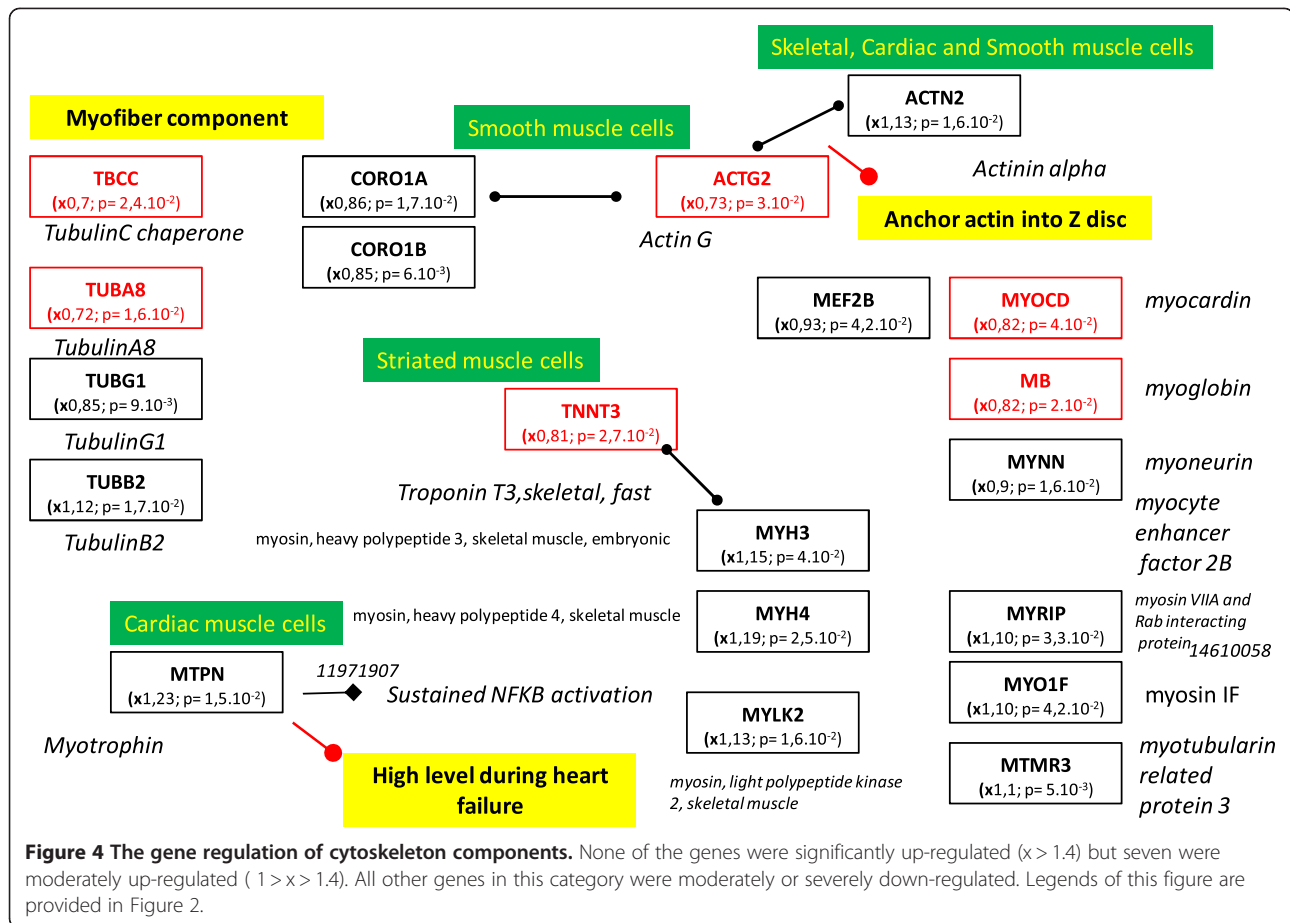 Skeletal, Cardiac and Smooth muscle cells
Myofiber component
Smooth muscle cells
ACTN2
(x1,13; p= 1,6.10-2)
Actinin alpha
TBCC
(x0,7; p= 2,4.10-2)
TubulinC chaperone
CORO1A
(x0,86; p= 1,7.10-2)
ACTG2
(x0,73; p= 3.10-2)
Actin G
Anchor actin into Z disc
CORO1B
(x0,85; p= 6.10-3)
TUBA8
(x0,72; p= 1,6.10-2)
TubulinA8
MEF2B
(x0,93; p= 4,2.10-2)
MYOCD
(x0,82; p= 4.10-2)
myocardin
Striated muscle cells
TUBG1
(x0,85; p= 9.10-3)
TubulinG1
TNNT3
(x0,81; p= 2,7.10-2)
Troponin T3,skeletal, fast
MB
(x0,82; p= 2.10-2)
myoglobin
TUBB2
(x1,12; p= 1,7.10-2)
TubulinB2
MYNN
(x0,9; p= 1,6.10-2)
myoneurin
myocyte
enhancer
factor 2B
myosin, heavy polypeptide 3, skeletal muscle, embryonic
MYH3
(x1,15; p= 4.10-2)
Cardiac muscle cells
myosin, heavy polypeptide 4, skeletal muscle
MYH4
(x1,19; p= 2,5.10-2)
MYRIP
(x1,10; p= 3,3.10-2)
myosin VIIA and
Rab interacting
protein 14610058
MTPN
(x1,23; p= 1,5.10-2)
Myotrophin
11971907
Sustained NFKB activation
High level during heart
failure
MYLK2
(x1,13; p= 1,6.10-2)
myosin, light polypeptide kinase
2, skeletal muscle
MYO1F
(x1,10; p= 4,2.10-2)
myosin IF
MTMR3
(x1,1; p= 5.10-3)
myotubularin
related
protein 3
Figure 4 The gene regulation of cytoskeleton components. None of the genes were significantly up-regulated (x > 1.4) but seven were
moderately up-regulated ( 1 > x > 1.4). All other genes in this category were moderately or severely down-regulated. Legends of this figure are
provided in Figure 2.